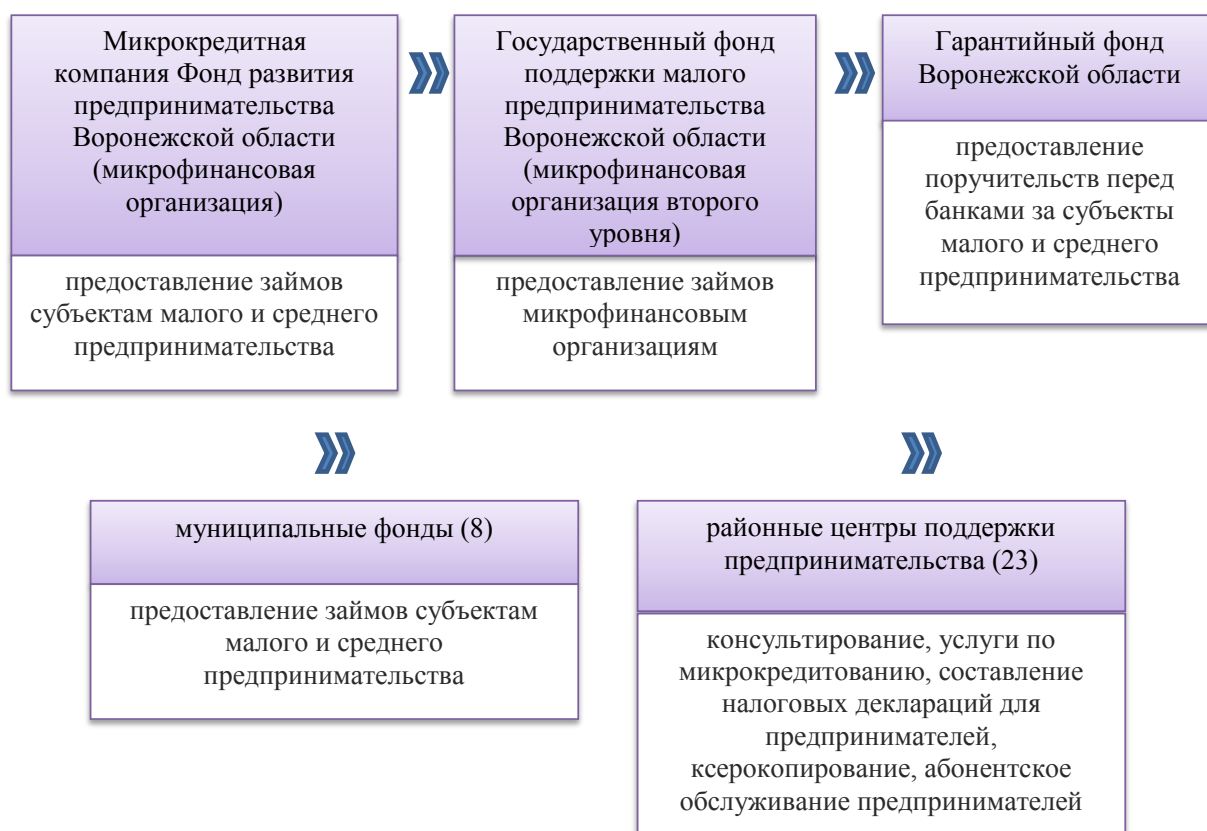 Микрокредитная
компания Фонд развития
предпринимательства
Воронежской области
(микрофинансовая
организация)
предоставление займов
субъектам малого и среднего
предпринимательства
Государственный фонд
поддержки малого
предпринимательства
Воронежской области
(микрофинансовая
организация второго
уровня)
предоставление займов
микрофинансовым
организациям
Гарантийный фонд
Воронежской области
предоставление
поручительств перед
банками за субъекты
малого и среднего
предпринимательства
муниципальные фонды (8)
предоставление займов субъектам
малого и среднего
предпринимательства
районные центры поддержки
предпринимательства (23)
консультирование, услуги по
микрокредитованию, составление
налоговых деклараций для
предпринимателей,
ксерокопирование, абонентское
обслуживание предпринимателей